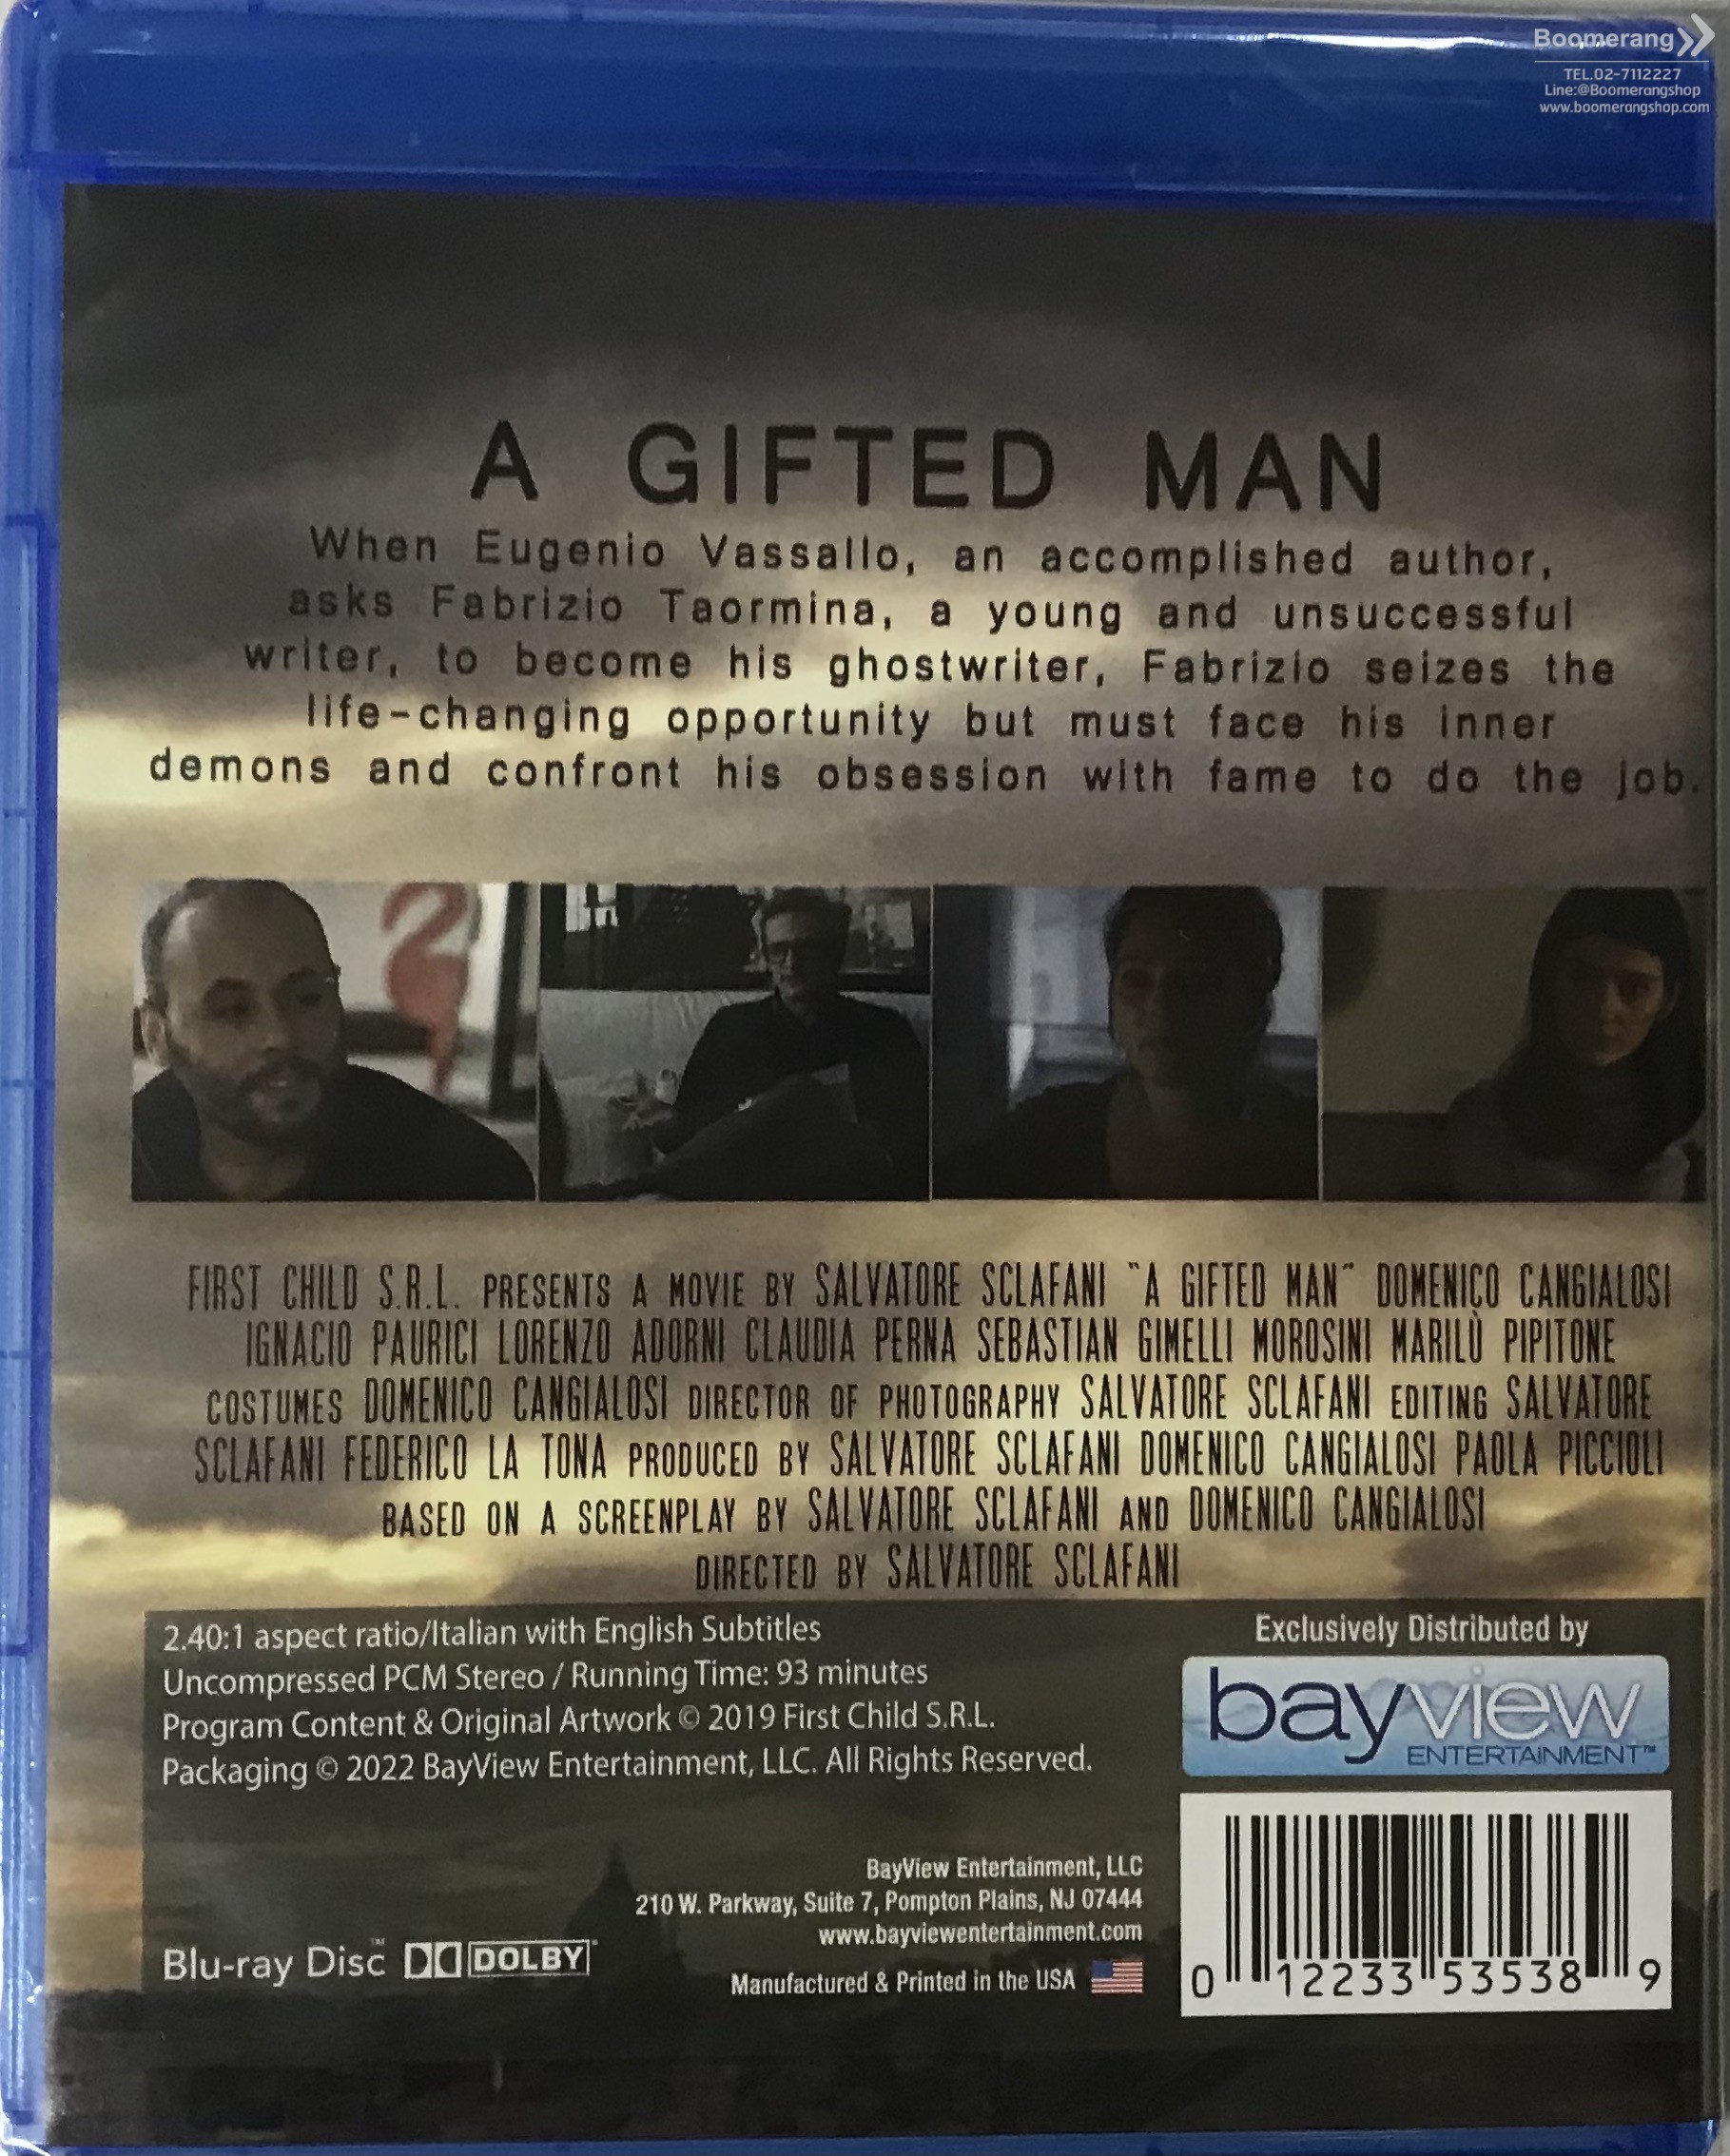 Boomerang
TEL.02-7112227
Line:@Boomerangshop
www.boomerangshop.com
A GIFTED MAN
When Eugenio Vassallo, an accomplished author,
asks Fabrizio Taormina, a young and unsuccessful
writer, to become his ghostwriter, Fabrizio seizes the
life-changing opportunity but must face his inner
demons and confront his obsession with fame to do the job.
FIRST CHILD S.R.L. PRESENTS A MOVIE BY SALVATORE SCLAFANI "A GIFTED MAN" DOMENICO CANGIALOSI
IGNACIO PAURICI LORENZO ADORNI CLAUDIA PERNA SEBASTIAN GIMELLI MOROSINI MARILÙ PIPITONE
COSTUMES DOMENICO CANGIALOSI DIRECTOR OF PHOTOGRAPHY SALVATORE SCLAFANI EDITING SALVATORE
SCLAFANI FEDERICO LA TONA PRODUCED BY SALVATORE SCLAFANI DOMENICO CANGIALOSI PAOLA PICCIOLI
BASED ON A SCREENPLAY BY SALVATORE SCLAFANI AND DOMENICO CANGIALOSI
DIRECTED BY SALVATORE SCLAFANI
2.40:1 aspect ratio/Italian with English Subtitles
Uncompressed PCM Stereo / Running Time: 93 minutes
Program Content & Original Artwork © 2019 First Child S.R.L.
Packaging © 2022 BayView Entertainment, LLC. All Rights Reserved.
Exclusively Distributed by
bayview
ENTERTAINMENT™
BayView Entertainment, LLC
210 W. Parkway, Suite 7, Pompton Plains, NJ 07444
www.bayviewentertainment.com
Manufactured & Printed in the USA
Blu-ray Disc™ DOLBY
0 12233 53538 9